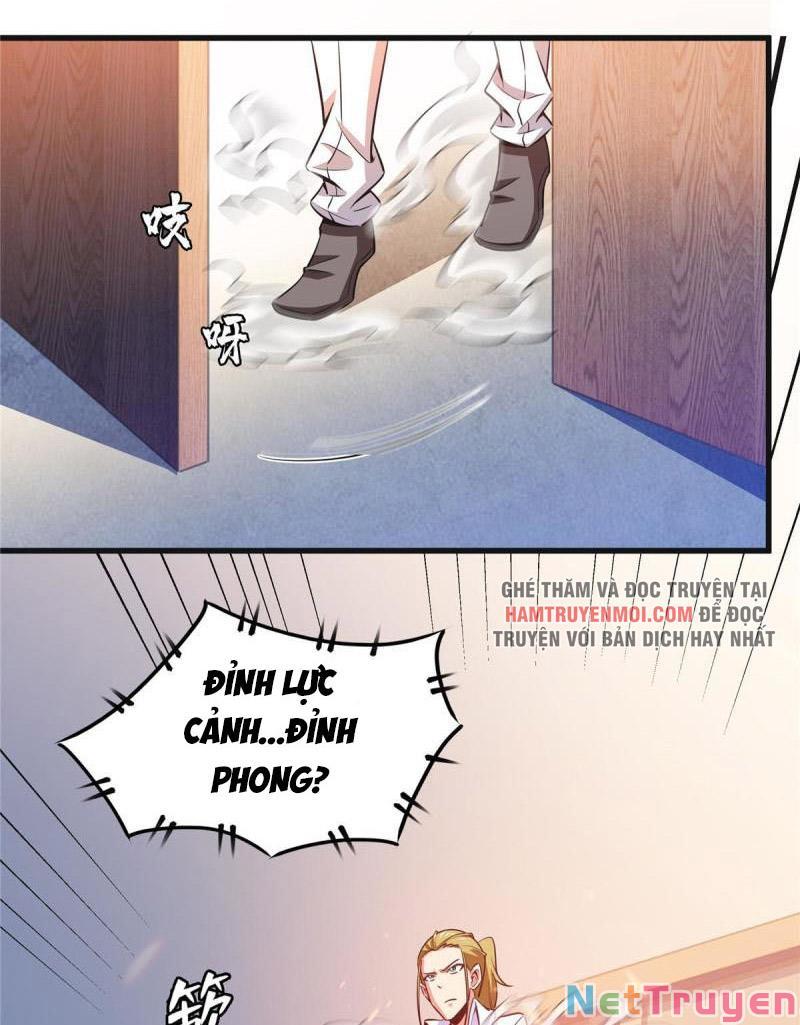 吱
呀
GHÉ THĂM VÀ ĐỌC TRUYỆN TẠI
HAMTRUYENMOI.COM ĐỂ ĐỌC
TRUYỆN VỚI BẢN DỊCH HAY NHẤT
ĐỈNH LỰC
CẢNH...ĐỈNH
PHONG?
NetTruyen